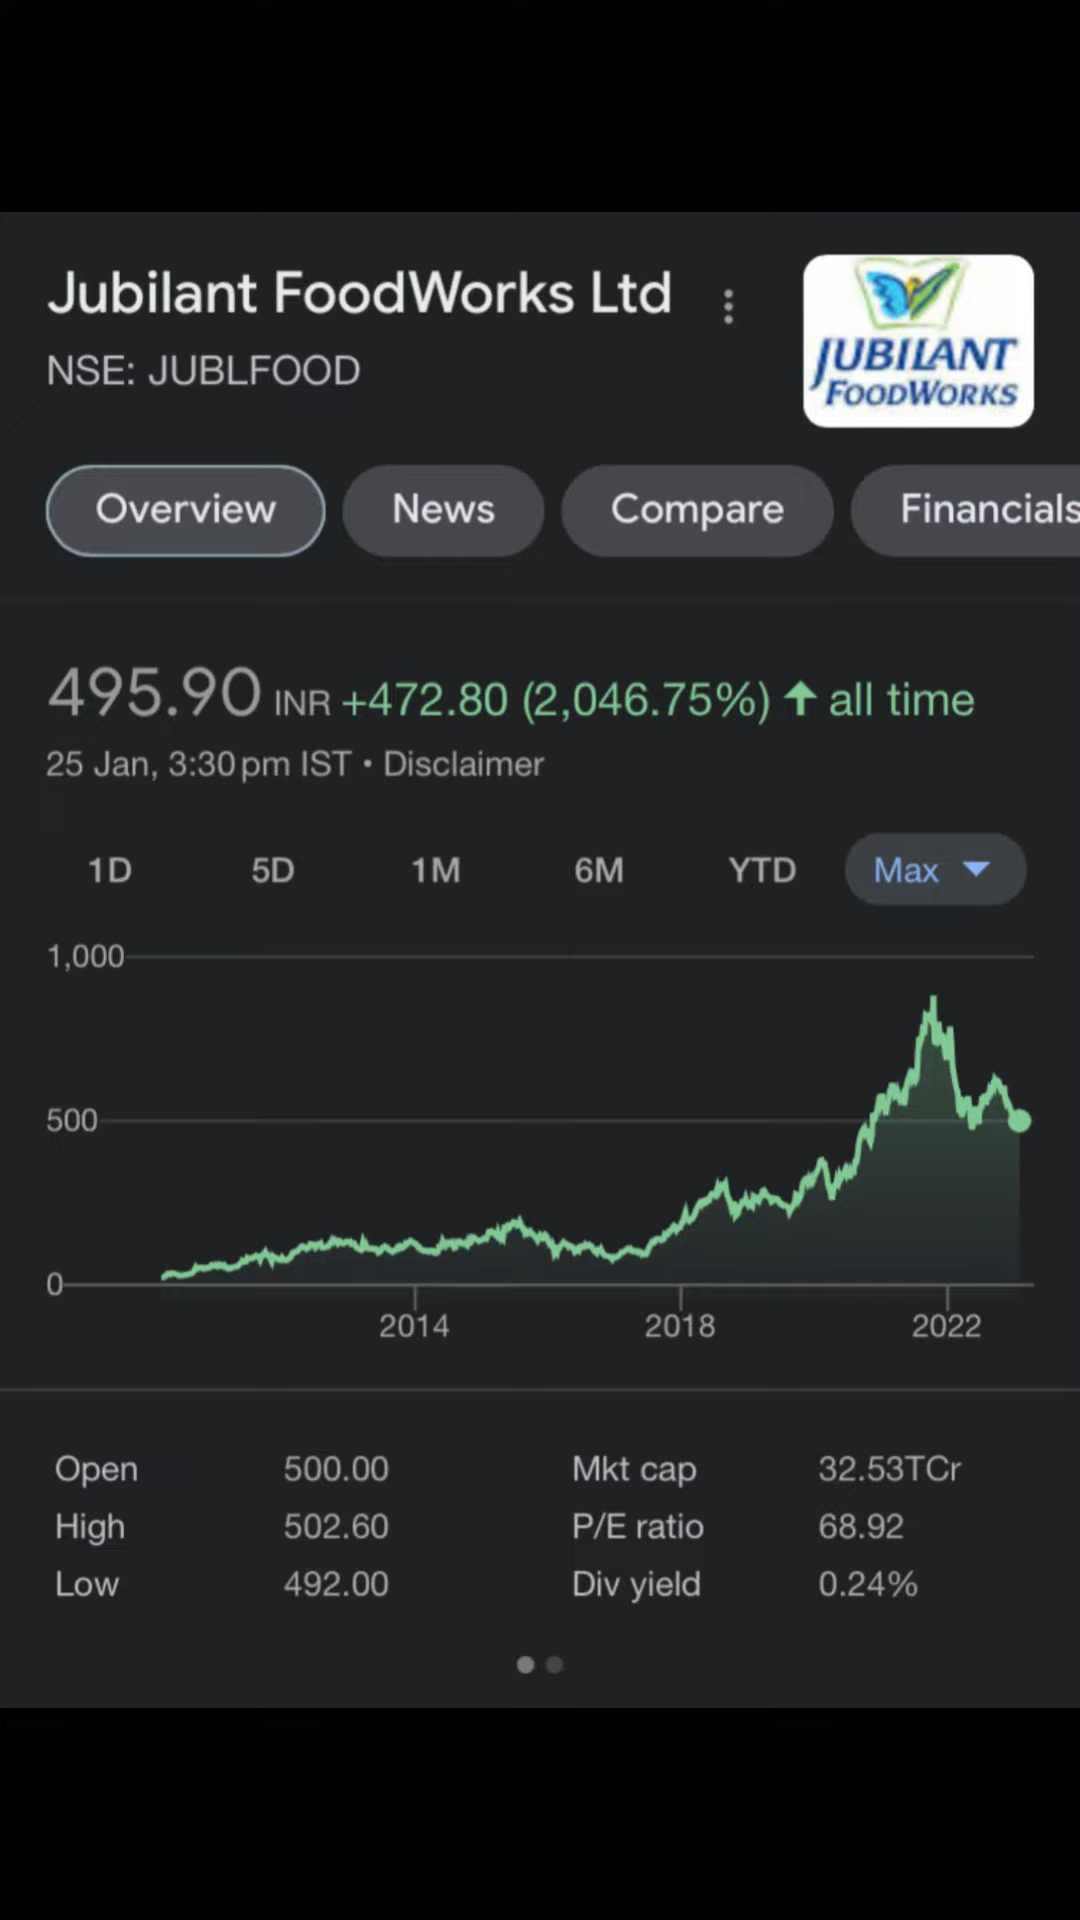 Jubilant FoodWorks Ltd
NSE: JUBLFOOD
JUBILANT
FOODWORKS
Overview News Compare Financials
495.90 INR +472.80 (2,046.75%) ↑ all time
25 Jan, 3:30 pm IST • Disclaimer
1D 5D 1M 6M YTD Max
1,000
500
0
2014 2018 2022
Open 500.00 Mkt cap 32.53TCr
High 502.60 P/E ratio 68.92
Low 492.00 Div yield 0.24%